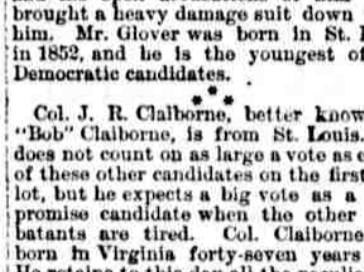 brought a heavy damage suit down
him. Mr. Glover was born in St.
in 1852, and he is the youngest of
Democratic candidates.
* * *
Col. J. R. Claiborne, better know
"Bob" Claiborne, is from St. Louis.
does not count on as large a vote as
of these other candidates on the first
lot, but he expects a big vote as a
promise candidate when the other
batants are tired. Col. Claiborne
born in Virginia forty-seven years